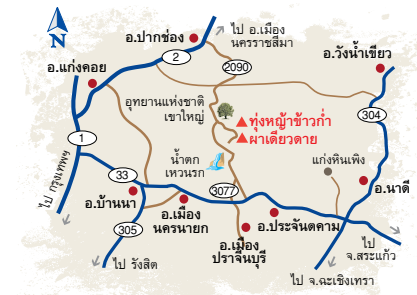 N
ไป อ.เมือง
นครราชสีมา
อ.ปากช่อง
อ.วังน้ำเขียว
2
2090
อ.แก่งคอย
อุทยานแห่งชาติ
เขาใหญ่
304
ทุ่งหญ้าข้าวก่ำ
ผาเดียวดาย
1
น้ำตก
เหวนรก
แก่งหินเพิง
33
3077
อ.นาดี
ไป กรุงเทพฯ
อ.บ้านนา
อ.เมือง
นครนายก
305
อ.ประจันตคาม
อ.เมือง
ปราจีนบุรี
ไป
จ.สระแก้ว
ไป รังสิต
ไป จ.ฉะเชิงเทรา